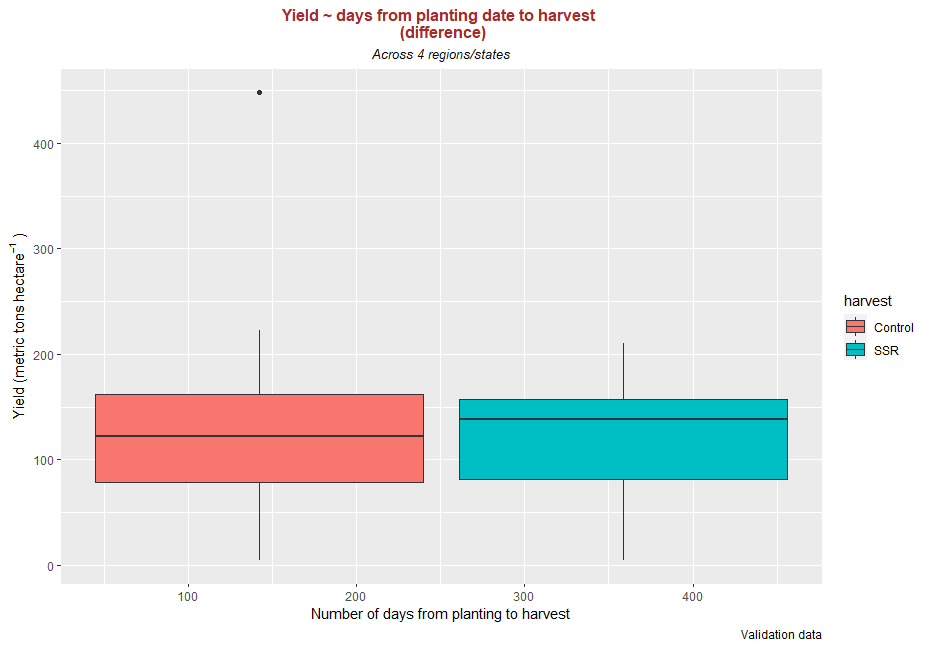 Yield ~ days from planting date to harvest
(difference)
Across 4 regions/states
Yield (metric tons hectare⁻¹ )
400
300
200
100
0
100 200 300 400
Number of days from planting to harvest
harvest
Control
SSR
Validation data